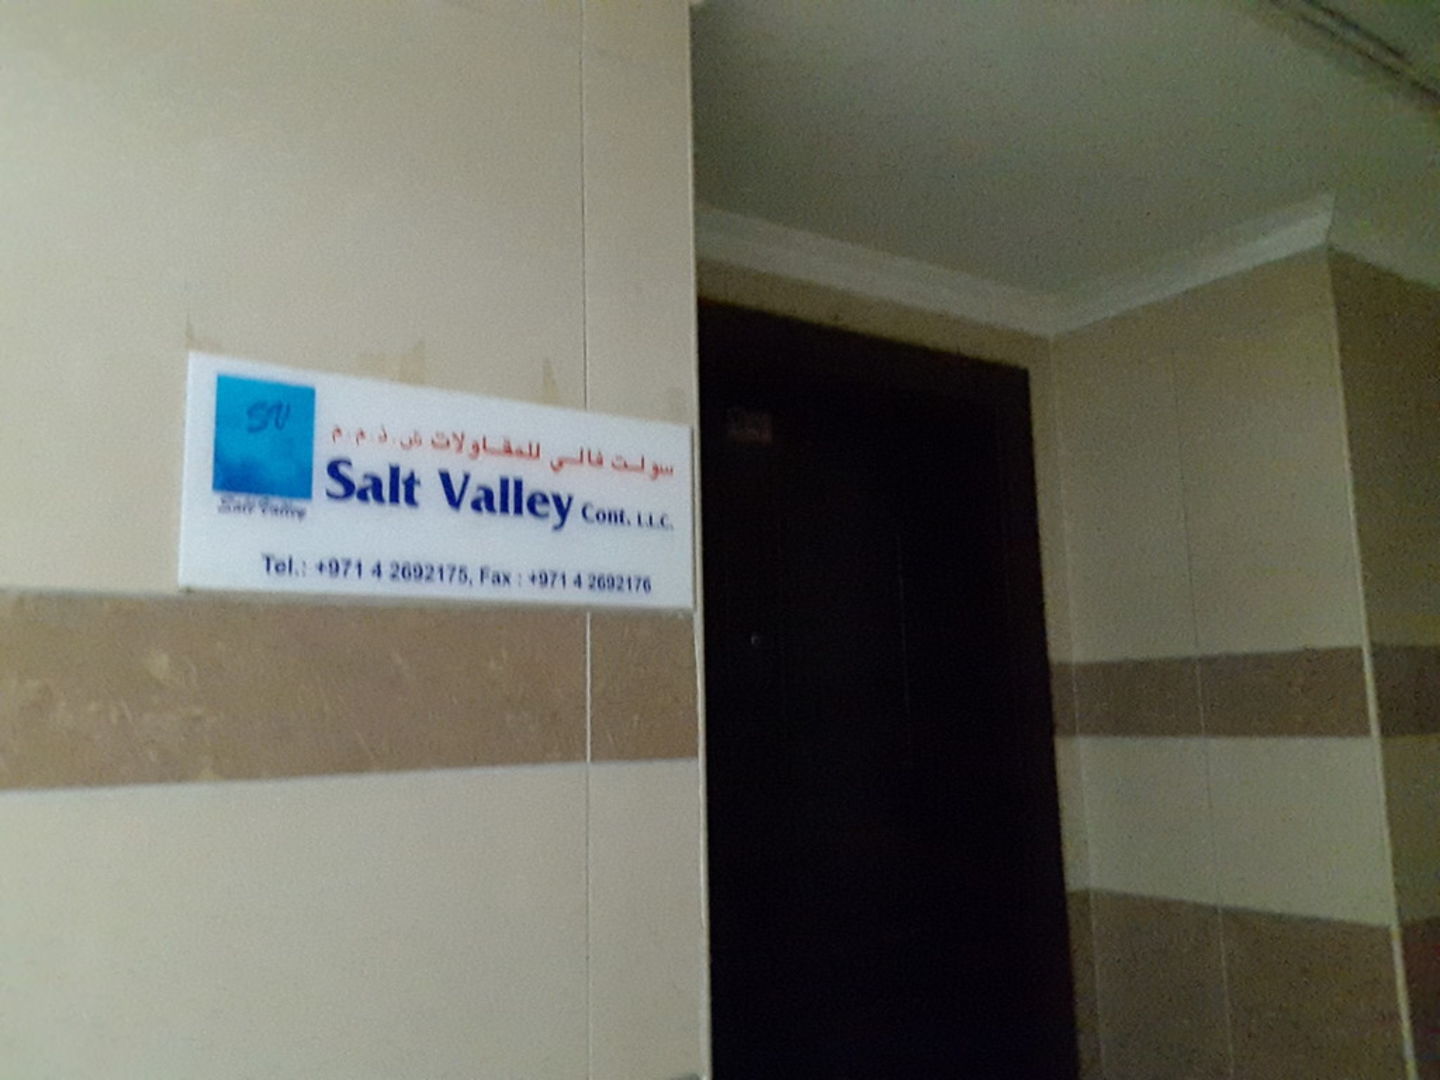 SV
Salt Valley
سولت فالي للمقاولات ش.ذ.م.م
Salt Valley Cont. L.L.C.
Tel.: +971 4 2692175, Fax : +971 4 2692176